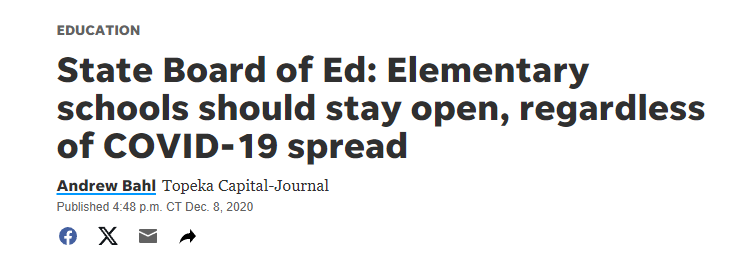 EDUCATION
State Board of Ed: Elementary
schools should stay open, regardless
of COVID-19 spread
Andrew Bahl Topeka Capital-Journal
Published 4:48 p.m. CT Dec. 8, 2020